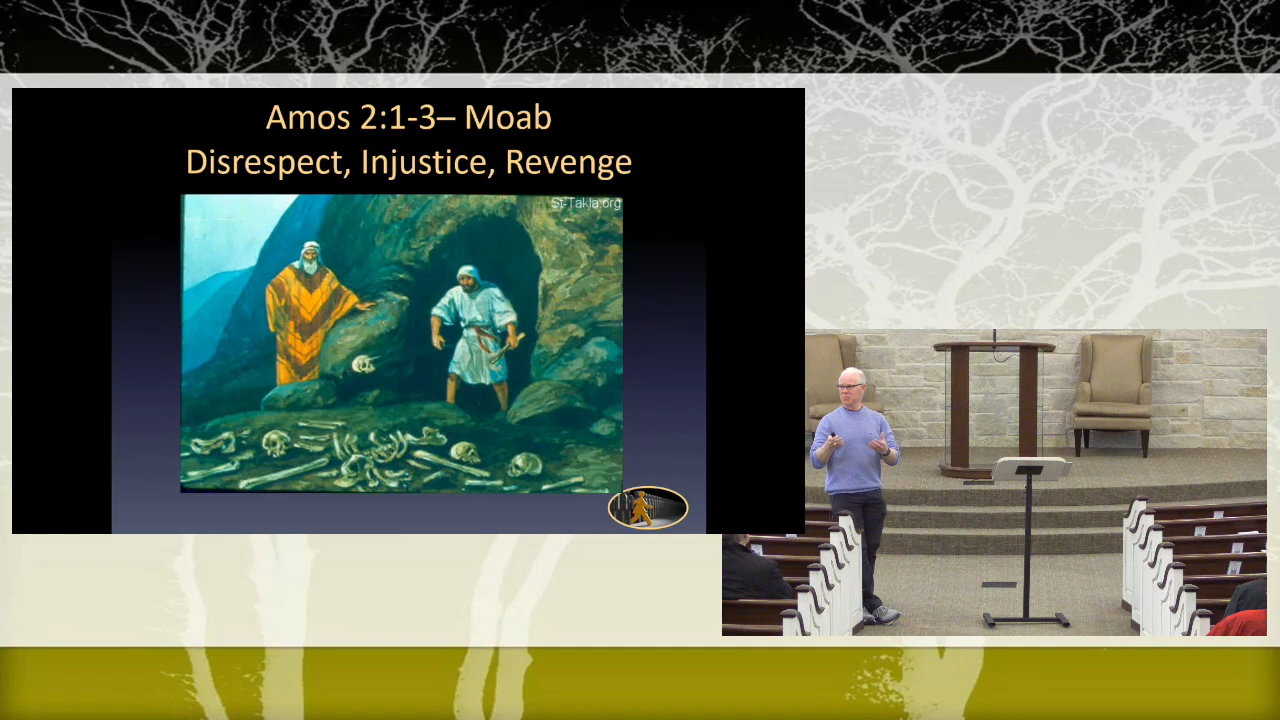 Amos 2:1-3– Moab
Disrespect, Injustice, Revenge
St-Takla.org